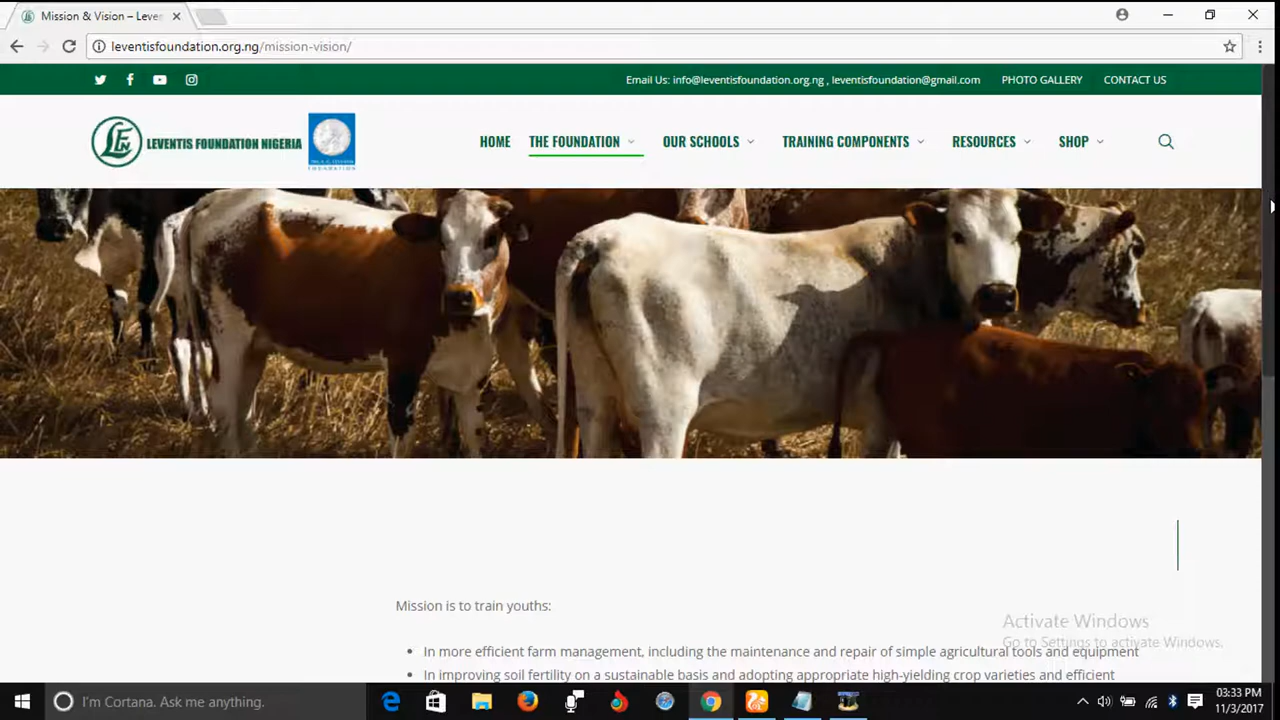 Mission & Vision – Lever
leventisfoundation.org.ng/mission-vision/
Email Us: info@leventisfoundation.org.ng , leventisfoundation@gmail.com PHOTO GALLERY CONTACT US
LEVENTIS FOUNDATION NIGERIA
HOME THE FOUNDATION OUR SCHOOLS TRAINING COMPONENTS RESOURCES SHOP
Mission is to train youths:
Activate Windows
Go to Settings to activate Windows.
• In more efficient farm management, including the maintenance and repair of simple agricultural tools and equipment
• In improving soil fertility on a sustainable basis and adopting appropriate high-yielding crop varieties and efficient
I'm Cortana. Ask me anything.
03:33 PM
11/3/2017